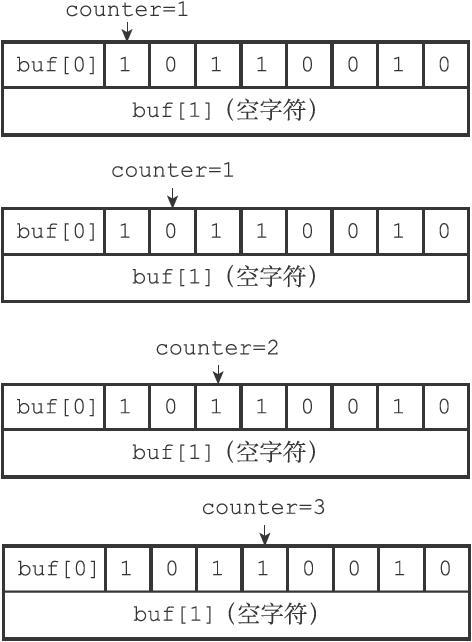 counter=1
buf[0] 1 0 1 1 0 0 1 0
buf[1] (空字符)
counter=1
buf[0] 1 0 1 1 0 0 1 0
buf[1] (空字符)
counter=2
buf[0] 1 0 1 1 0 0 1 0
buf[1] (空字符)
counter=3
buf[0] 1 0 1 1 0 0 1 0
buf[1] (空字符)